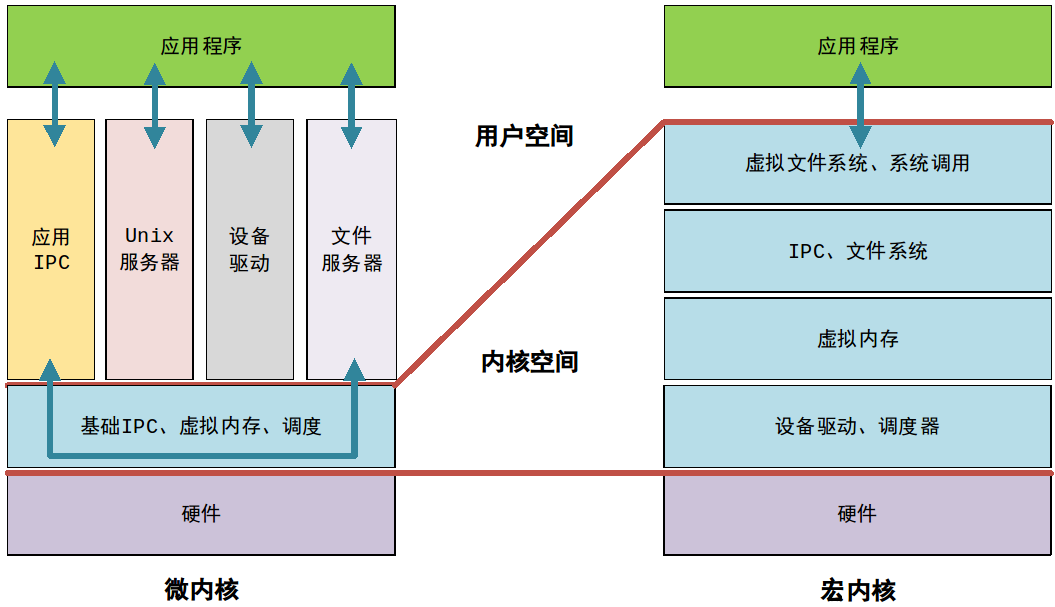 应用程序
应用
IPC
Unix
服务器
设备
驱动
文件
服务器
基础IPC、虚拟内存、调度
硬件
微内核
用户空间
内核空间
应用程序
虚拟文件系统、系统调用
IPC、文件系统
虚拟内存
设备驱动、调度器
硬件
宏内核